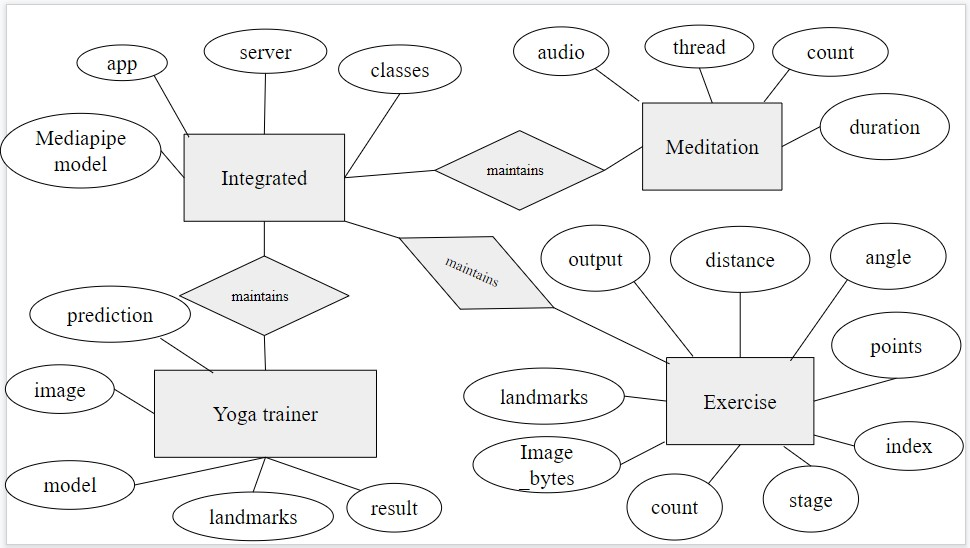 app
server
classes
audio
thread
count
Mediapipe
model
Integrated
maintains
Meditation
duration
maintains
output
distance
angle
prediction
maintains
points
image
Yoga trainer
landmarks
Exercise
index
Image
_bytes
model
landmarks
result
count
stage